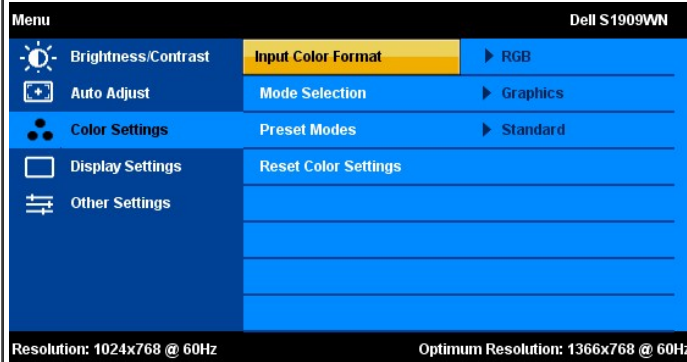 Menu Dell S1909WN
Brightness/Contrast Input Color Format RGB
Auto Adjust Mode Selection Graphics
Color Settings Preset Modes Standard
Display Settings Reset Color Settings
Other Settings
Resolution: 1024x768 @ 60Hz Optimum Resolution: 1366x768 @ 60Hz